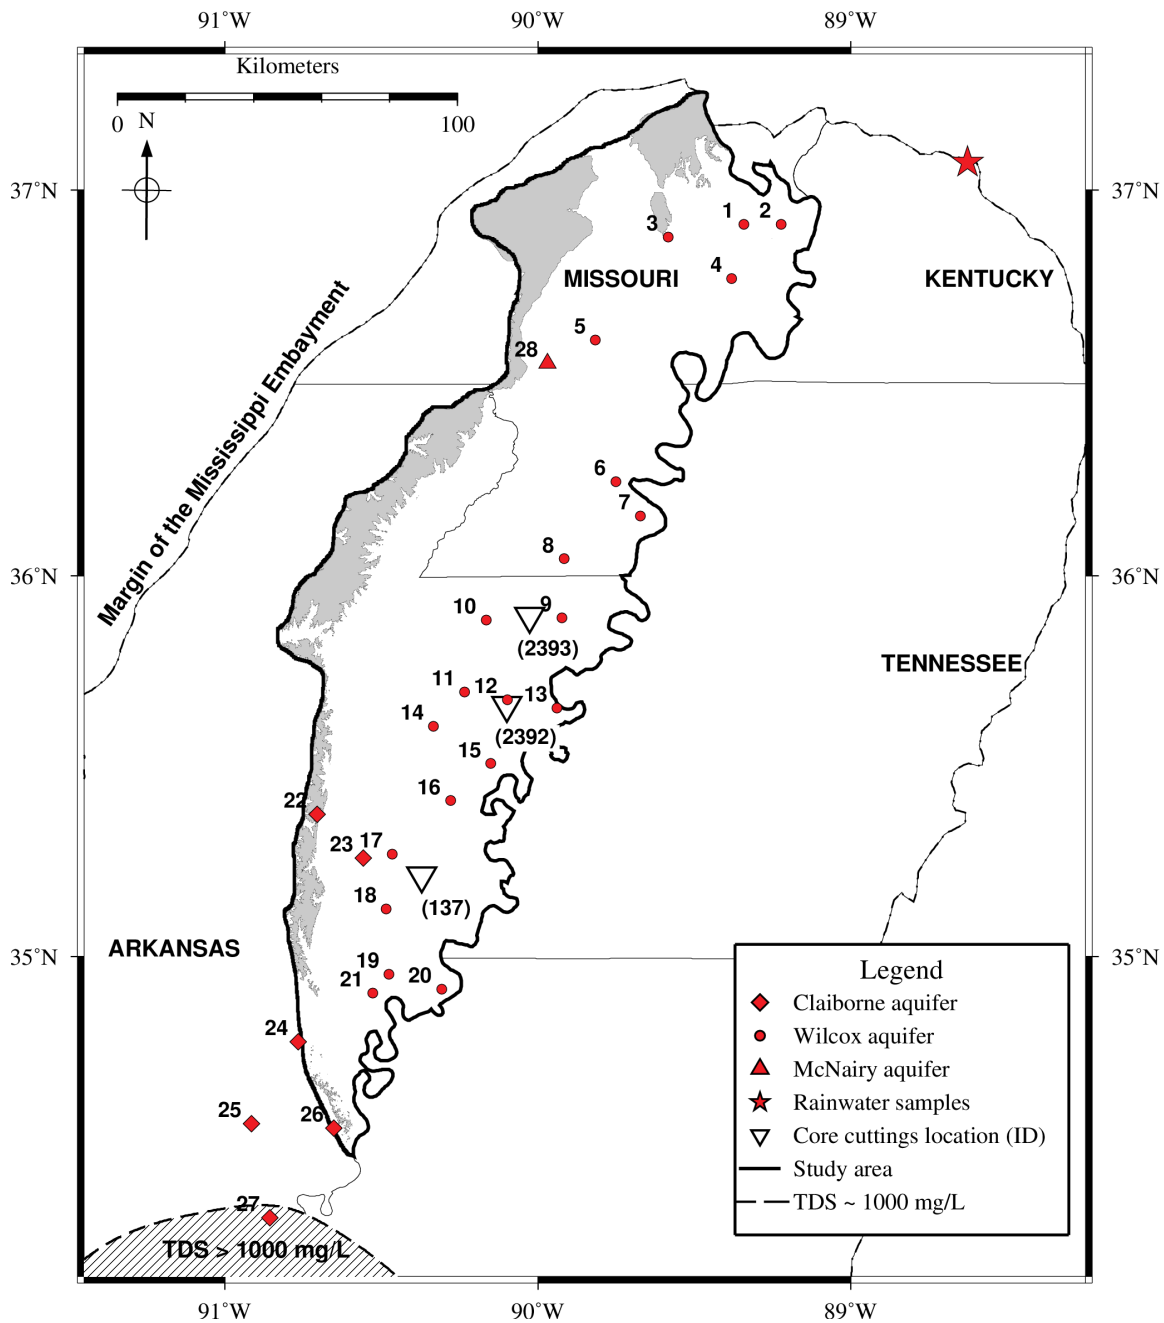 91°W
90°W
89°W
Kilometers
0
100
N
37°N
37°N
1
2
3
4
MISSOURI
KENTUCKY
5
28
Margin of the Mississippi Embayment
6
7
8
36°N
36°N
10
9
(2393)
TENNESSEE
11
12
13
14
(2392)
15
16
22
23
17
18
(137)
ARKANSAS
35°N
35°N
19
20
21
24
25
26
27
TDS > 1000 mg/L
Legend
Claiborne aquifer
Wilcox aquifer
McNairy aquifer
Rainwater samples
Core cuttings location (ID)
Study area
TDS ~ 1000 mg/L
91°W
90°W
89°W